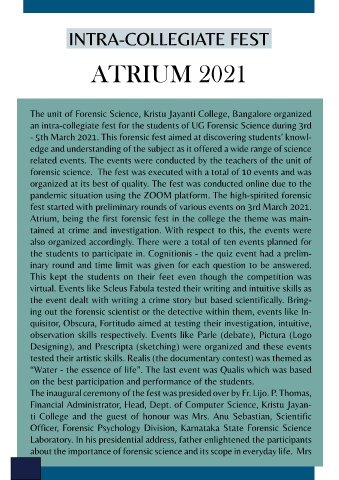 INTRA-COLLEGIATE FEST
ATRIUM 2021
The unit of Forensic Science, Kristu Jayanti College, Bangalore organized
an intra-collegiate fest for the students of UG Forensic Science during 3rd
- 5th March 2021. This forensic fest aimed at discovering students' knowl-
edge and understanding of the subject as it offered a wide range of science
related events. The events were conducted by the teachers of the unit of
forensic science. The fest was executed with a total of 10 events and was
organized at its best of quality. The fest was conducted online due to the
pandemic situation using the ZOOM platform. The high-spirited forensic
fest started with preliminary rounds of various events on 3rd March 2021.
Atrium, being the first forensic fest in the college the theme was main-
tained at crime and investigation. With respect to this, the events were
also organized accordingly. There were a total of ten events planned for
the students to participate in. Cognitionis - the quiz event had a prelim-
inary round and time limit was given for each question to be answered.
This kept the students on their feet even though the competition was
virtual. Events like Scleus Fabula tested their writing and intuitive skills as
the event dealt with writing a crime story but based scientifically. Bring-
ing out the forensic scientist or the detective within them, events like In-
quisitor, Obscura, Fortitudo aimed at testing their investigation, intuitive,
observation skills respectively. Events like Parle (debate), Pictura (Logo
Designing), and Prescripta (sketching) were organized and these events
tested their artistic skills. Realis (the documentary contest) was themed as
"Water - the essence of life". The last event was Qualis which was based
on the best participation and performance of the students.
The inaugural ceremony of the fest was presided over by Fr. Lijo. P. Thomas,
Financial Administrator, Head, Dept. of Computer Science, Kristu Jayan-
ti College and the guest of honour was Mrs. Anu Sebastian, Scientific
Officer, Forensic Psychology Division, Karnataka State Forensic Science
Laboratory. In his presidential address, father enlightened the participants
about the importance of forensic science and its scope in everyday life. Mrs